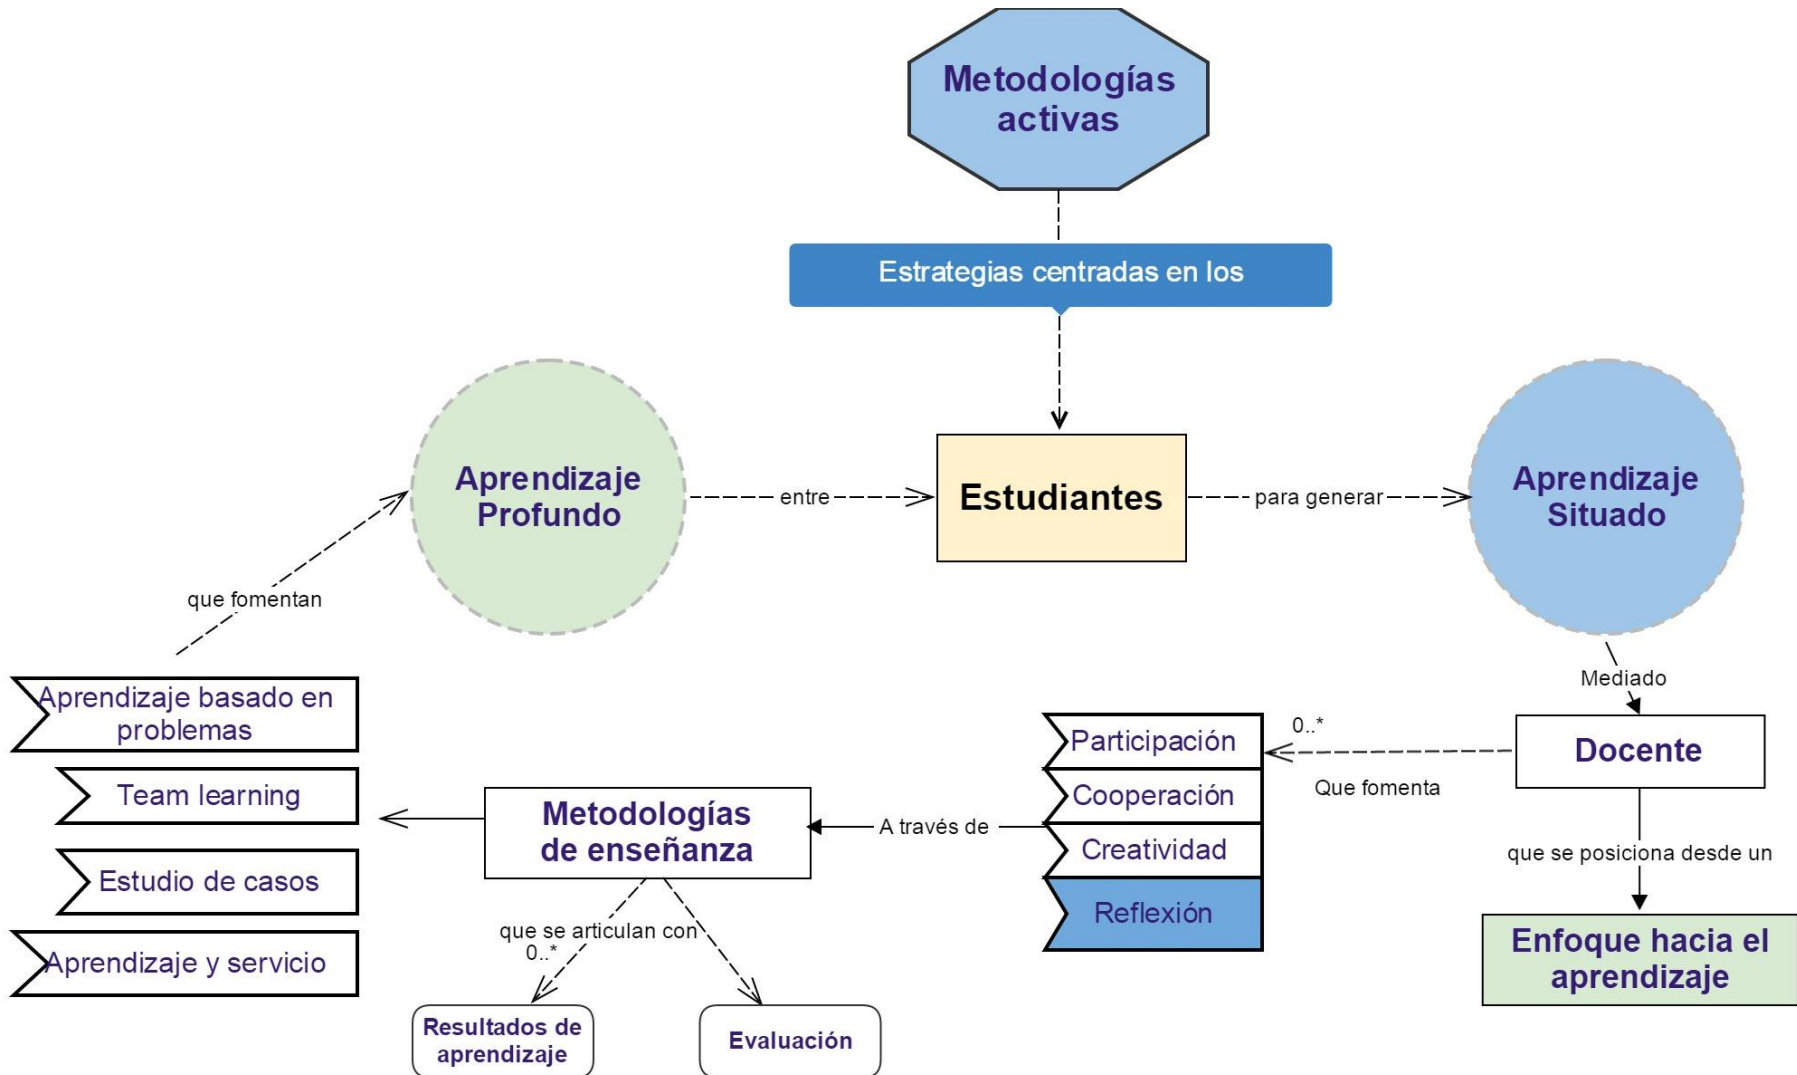 Metodologías
activas
Estrategias centradas en los
Aprendizaje
Profundo
entre
Estudiantes
para generar
Aprendizaje
Situado
que fomentan
Mediado
Aprendizaje basado en
problemas
Team learning
Estudio de casos
Aprendizaje y servicio
Metodologías
de enseñanza
A través de
Participación
Cooperación
Creatividad
Reflexión
0..*
Que fomenta
Docente
que se posiciona desde un
Enfoque hacia el
aprendizaje
que se articulan con
0..*
Resultados de
aprendizaje
Evaluación